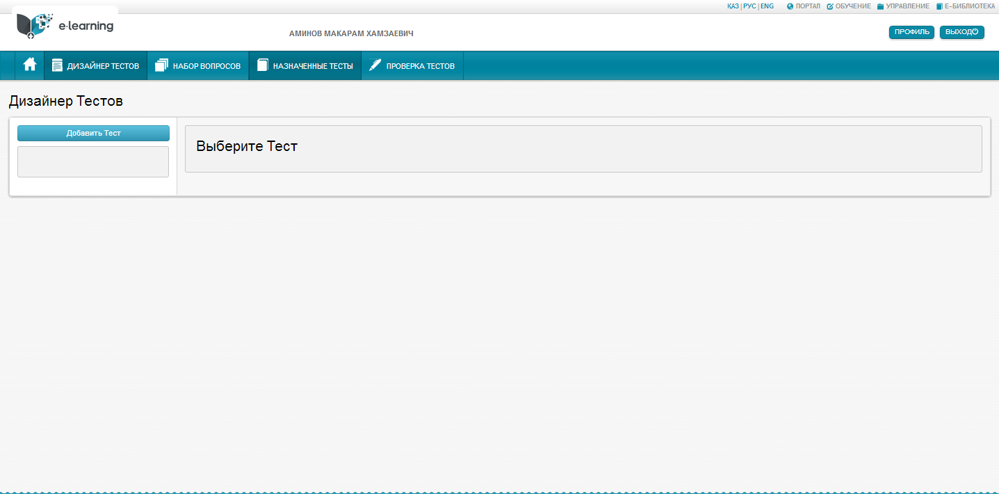 ҚАЗ | РУС | ENG ПОРТАЛ ОБУЧЕНИЕ УПРАВЛЕНИЕ Е-БИБЛИОТЕКА
e-learning
АМИНОВ МАКАРАМ ХАМЗАЕВИЧ
ПРОФИЛЬ ВЫХОД
ДИЗАЙНЕР ТЕСТОВ НАБОР ВОПРОСОВ НАЗНАЧЕННЫЕ ТЕСТЫ ПРОВЕРКА ТЕСТОВ
Дизайнер Тестов
Добавить Тест
Выберите Тест